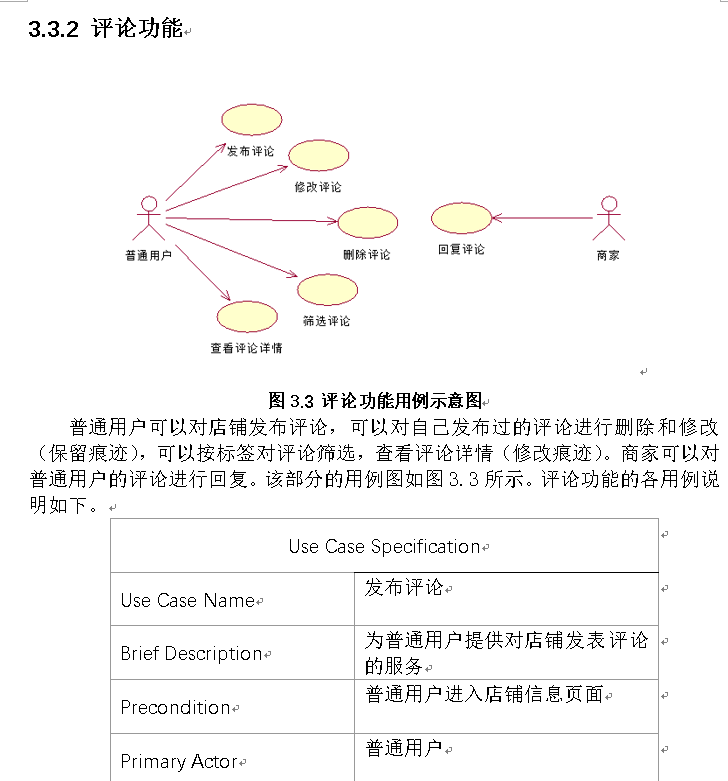 3.3.2 评论功能
发布评论
修改评论
普通用户
删除评论
回复评论
商家
筛选评论
查看评论详情
图 3.3 评论功能用例示意图
普通用户可以对店铺发布评论，可以对自己发布过的评论进行删除和修改
（保留痕迹），可以按标签对评论筛选，查看评论详情（修改痕迹）。商家可以对
普通用户的评论进行回复。该部分的用例图如图 3.3 所示。评论功能的各用例说
明如下。
Use Case Specification
Use Case Name
发布评论
Brief Description
为普通用户提供对店铺发表评论
的服务
Precondition
普通用户进入店铺信息页面
Primary Actor
普通用户